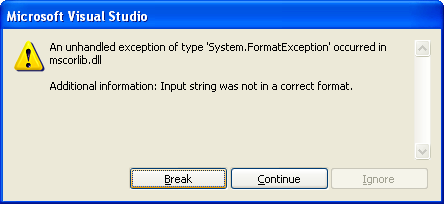 Microsoft Visual Studio
An unhandled exception of type 'System.FormatException' occurred in
mscorlib.dll
Additional information: Input string was not in a correct format.
Break Continue Ignore